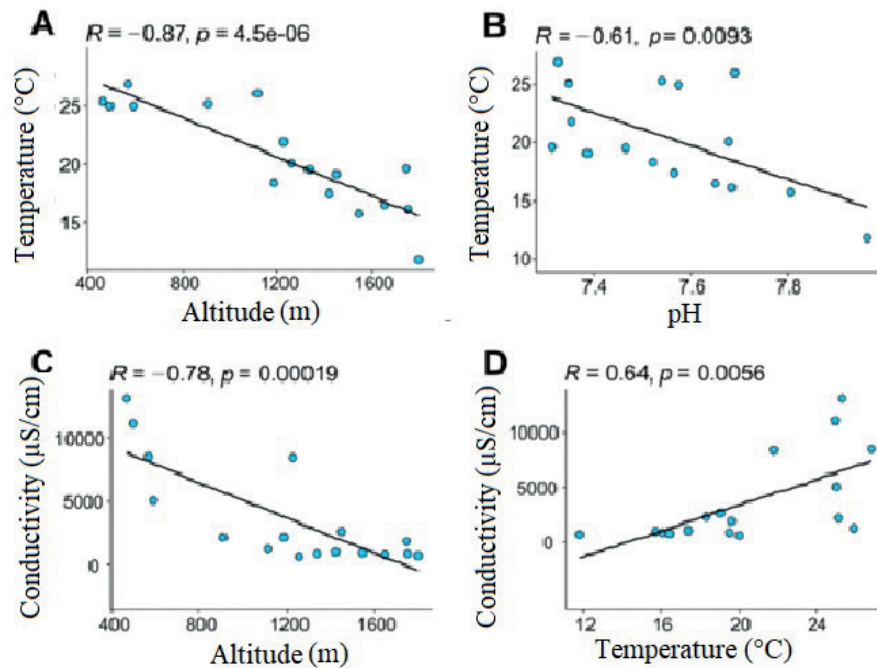 A
R = −0.87, p = 4.5e-06
Temperature (°C)
25
20
15
400
800
1200
1600
Altitude (m)
B
R = −0.61, p = 0.0093
Temperature (°C)
25
20
15
10
7.4
7.6
7.8
pH
C
R = −0.78, p = 0.00019
Conductivity (µS/cm)
10000
5000
0
400
800
1200
1600
Altitude (m)
D
R = 0.64, p = 0.0056
Conductivity (µS/cm)
10000
5000
0
12
16
20
24
Temperature (°C)